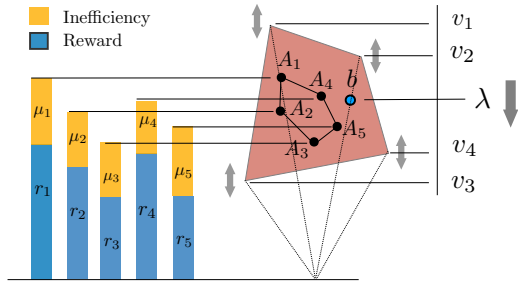 Inefficiency
Reward
v₁
v₂
λ
v₄
v₃
A₁
A₄
b
A₂
A₅
A₃
μ₁
μ₂
μ₃
μ₄
μ₅
r₁
r₂
r₃
r₄
r₅